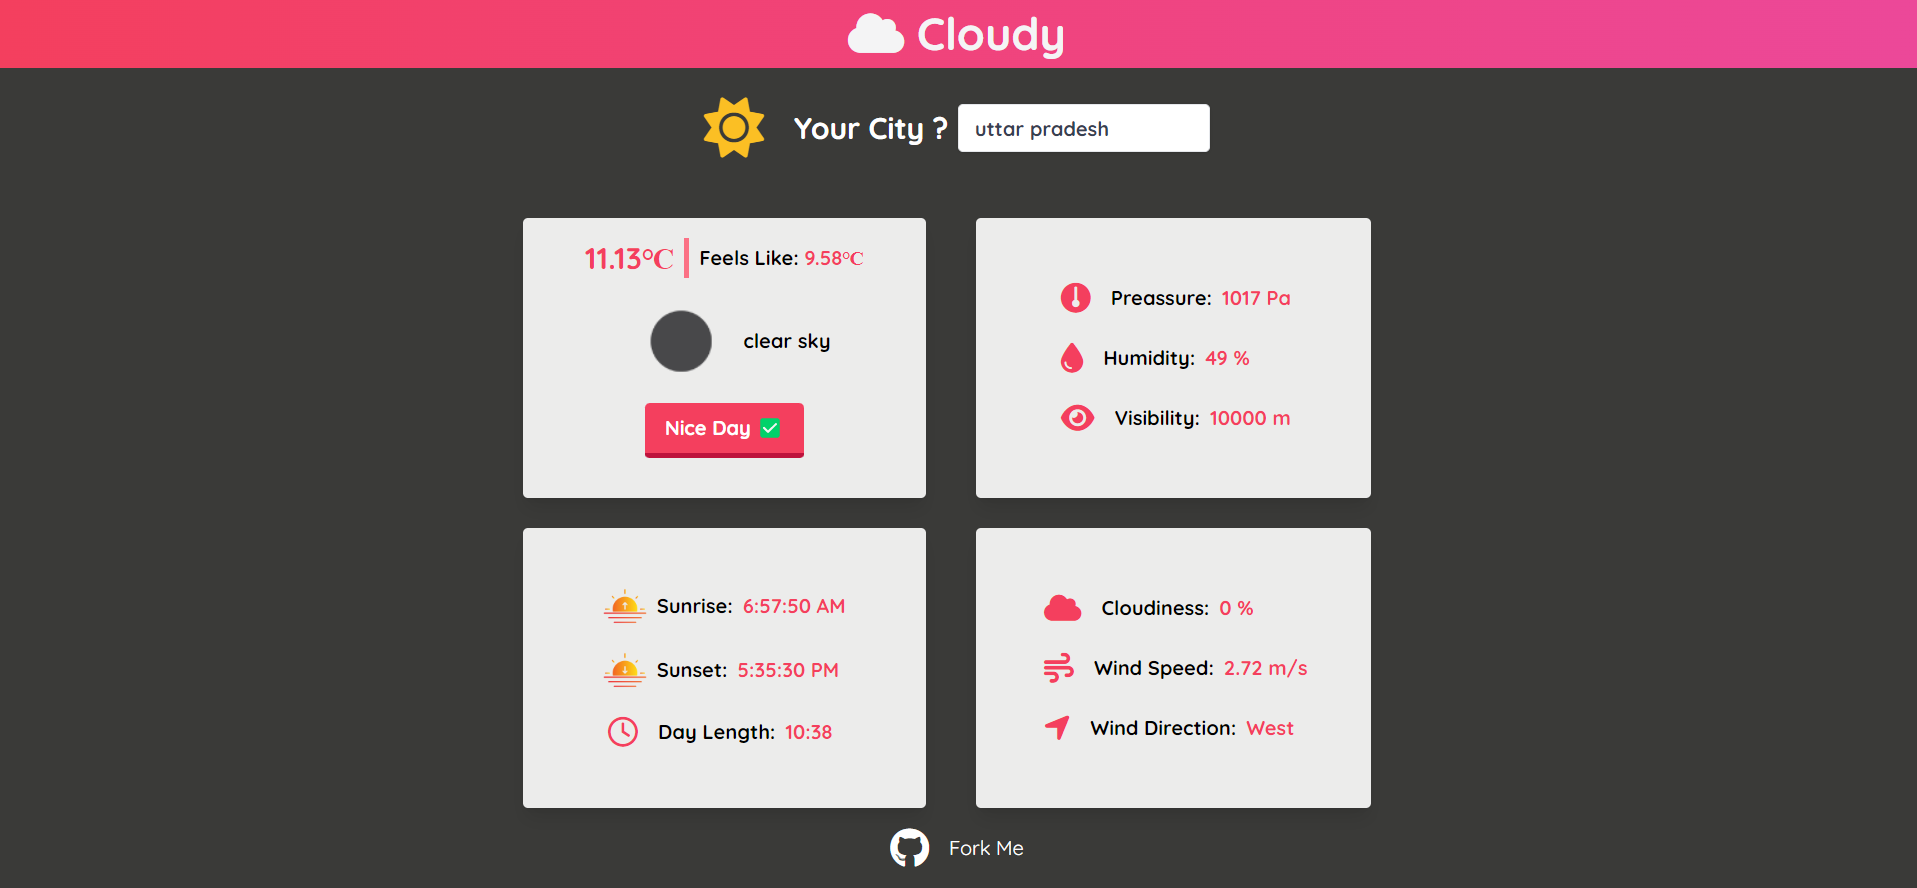 Cloudy
Your City ? uttar pradesh
11.13°C Feels Like: 9.58°C
clear sky
Nice Day ✅
Preassure: 1017 Pa
Humidity: 49 %
Visibility: 10000 m
Sunrise: 6:57:50 AM
Sunset: 5:35:30 PM
Day Length: 10:38
Cloudiness: 0 %
Wind Speed: 2.72 m/s
Wind Direction: West
Fork Me